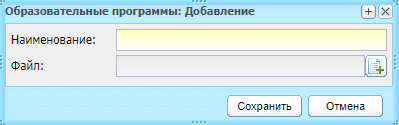 Образовательные программы: Добавление
Наименование:
Файл:
Сохранить Отмена